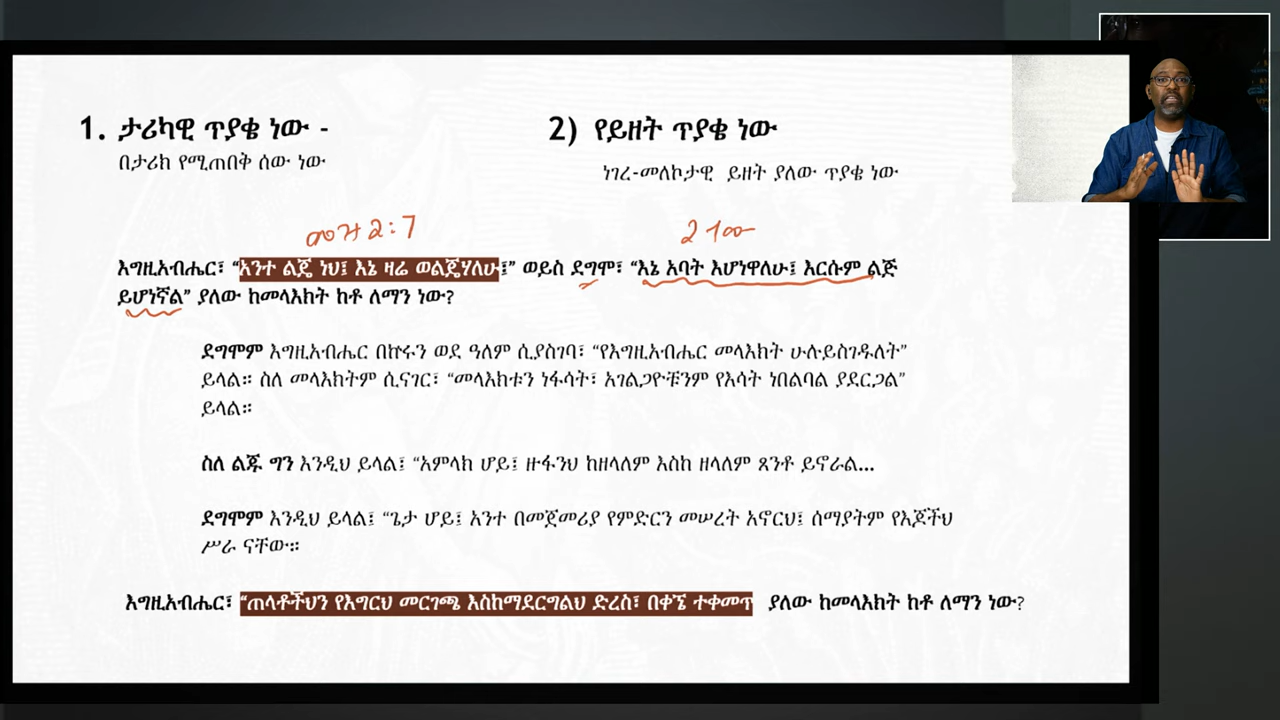 1. ታሪካዊ ጥያቄ ነው -
በታሪክ የሚጠበቅ ሰው ነው
2) የይዘት ጥያቄ ነው
ነገረ-መለኮታዊ ይዘት ያለው ጥያቄ ነው
መዝ 2:7
እግዚአብሔር፣ “አንተ ልጄ ነህ፤ እኔ ዛሬ ወልጄሃለሁ፤” ወይስ ደግሞ፣ “እኔ አባት እሆነዋለሁ፤ እርሱም ልጅ
ይሆነኛል” ያለው ከመላእክት ከቶ ለማን ነው?
ደግሞም እግዚአብሔር በኵሩን ወደ ዓለም ሲያስገባ፣ “የእግዚአብሔር መላእክት ሁሉይስገዱለት”
ይላል። ስለ መላእክትም ሲናገር፣ “መላእክቱን ነፋሳት፣ አገልጋዮቹንም የእሳት ነበልባል ያደርጋል”
ይላል።
ስለ ልጁ ግን እንዲህ ይላል፤ “አምላክ ሆይ፤ ዙፋንህ ከዘላለም እስከ ዘላለም ጸንቶ ይኖራል...
ደግሞም እንዲህ ይላል፤ “ጌታ ሆይ፤ አንተ በመጀመሪያ የምድርን መሠረት አኖርህ፤ ሰማያትም የእጆችህ
ሥራ ናቸው።
እግዚአብሔር፣ “ጠላቶችህን የእግርህ መርገጫ እስከማደርግልህ ድረስ፣ በቀኜ ተቀመጥ ያለው ከመላእክት ከቶ ለማን ነው?